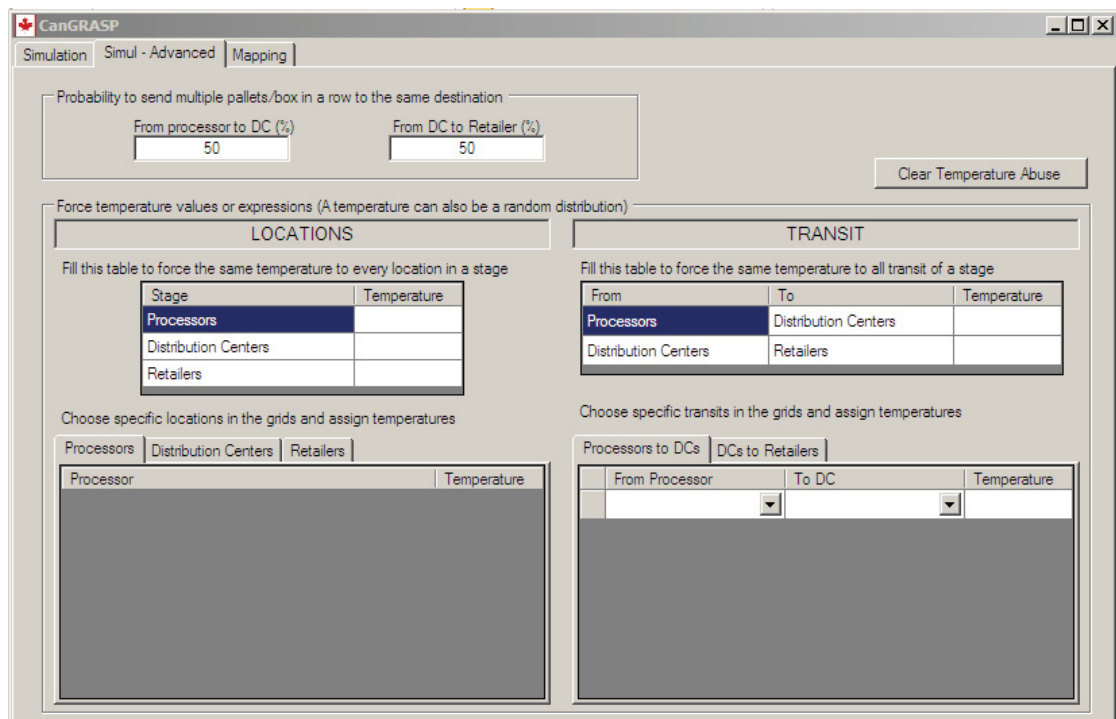 CanGRASP
Simulation Simul - Advanced Mapping
Probability to send multiple pallets/box in a row to the same destination
From processor to DC (%) From DC to Retailer (%)
50 50
Clear Temperature Abuse
Force temperature values or expressions (A temperature can also be a random distribution)
LOCATIONS
Fill this table to force the same temperature to every location in a stage
Stage Temperature
Processors
Distribution Centers
Retailers
Choose specific locations in the grids and assign temperatures
Processors Distribution Centers Retailers
Processor Temperature
TRANSIT
Fill this table to force the same temperature to all transit of a stage
From To Temperature
Processors Distribution Centers
Distribution Centers Retailers
Choose specific transits in the grids and assign temperatures
Processors to DCs DCs to Retailers
From Processor To DC Temperature